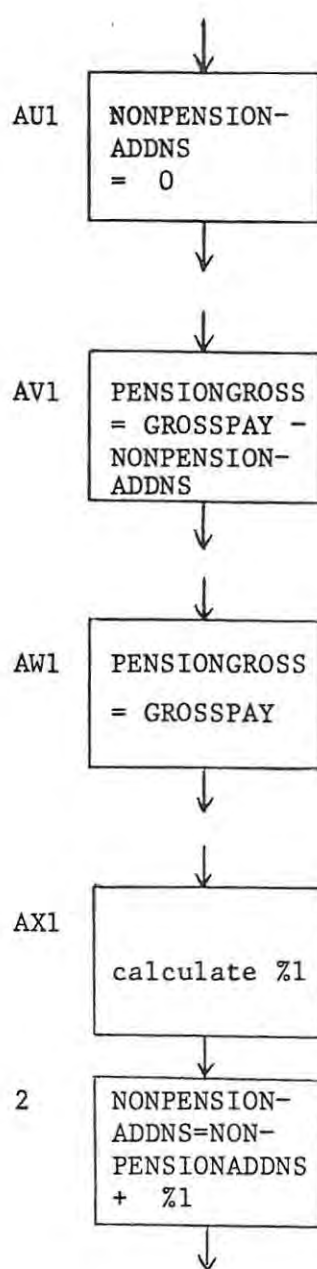 AU1
NONPENSION-
ADDNS
= 0
AV1
PENSIONGROSS
= GROSSPAY -
NONPENSION-
ADDNS
AW1
PENSIONGROSS
= GROSSPAY
AX1
calculate %1
2
NONPENSION-
ADDNS=NON-
PENSIONADDNS
+ %1